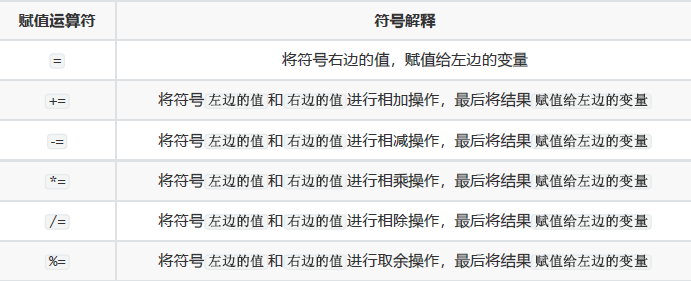 赋值运算符 符号解释
= 将符号右边的值，赋值给左边的变量
+= 将符号 左边的值 和 右边的值 进行相加操作，最后将结果 赋值给左边的变量
-= 将符号 左边的值 和 右边的值 进行相减操作，最后将结果 赋值给左边的变量
*= 将符号 左边的值 和 右边的值 进行相乘操作，最后将结果 赋值给左边的变量
/= 将符号 左边的值 和 右边的值 进行相除操作，最后将结果 赋值给左边的变量
%= 将符号 左边的值 和 右边的值 进行取余操作，最后将结果 赋值给左边的变量